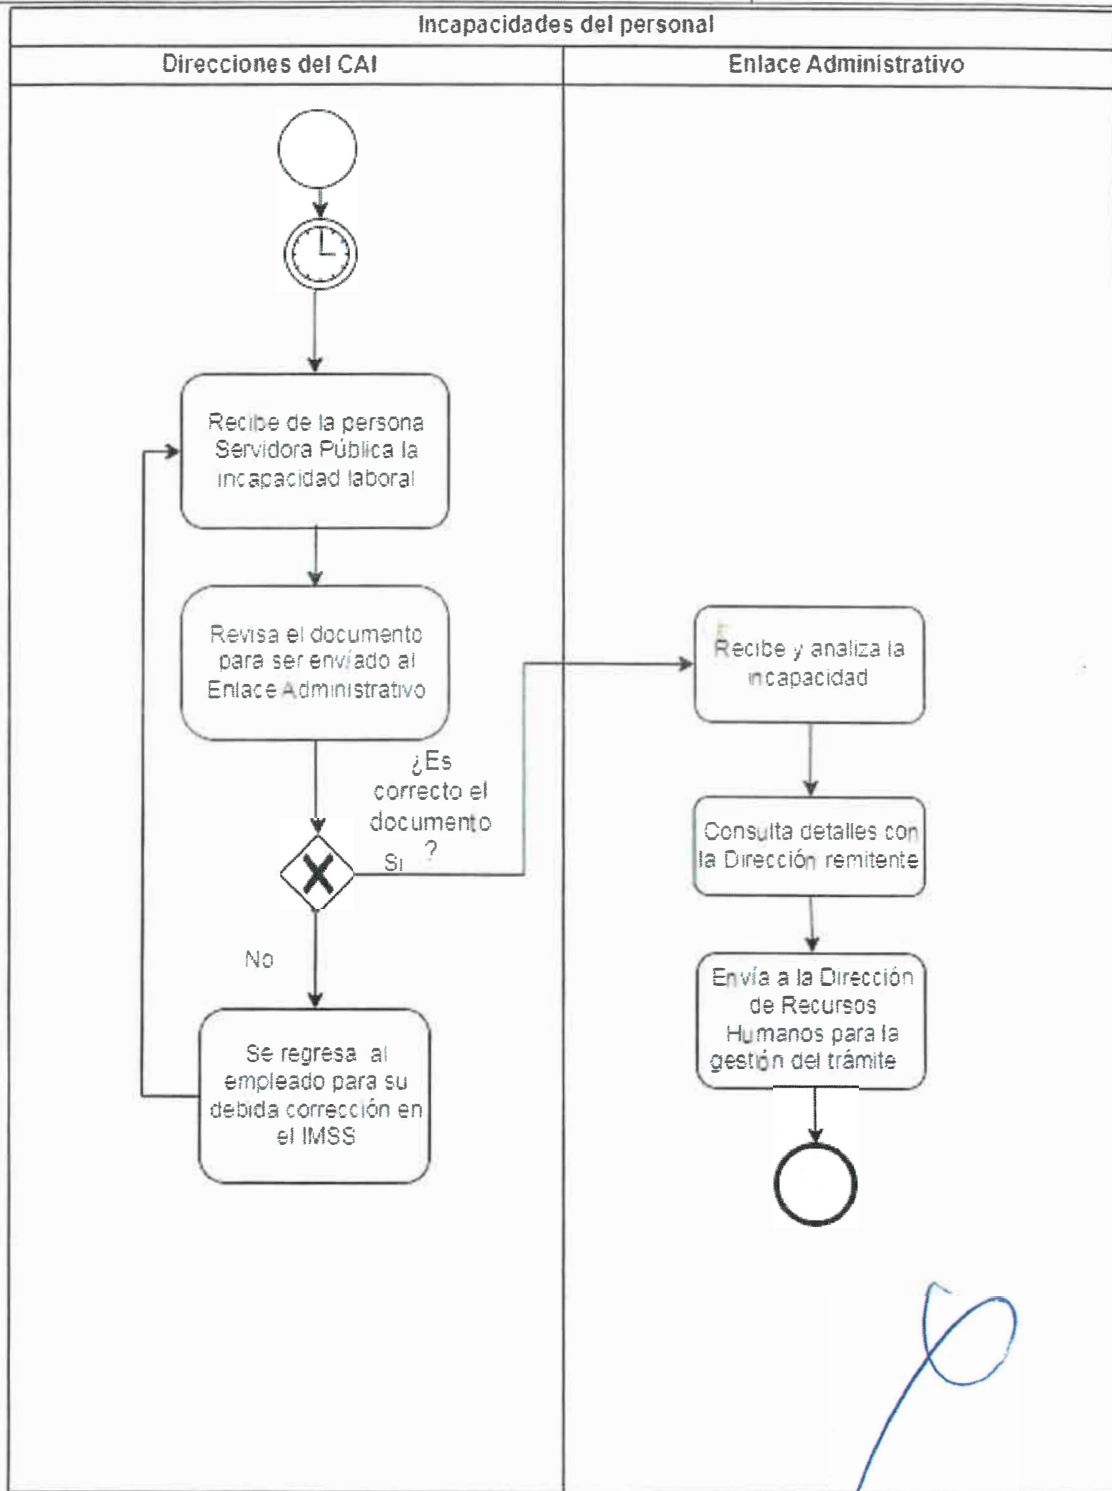 Incapacidades del personal
Direcciones del CAI
Enlace Administrativo
Recibe de la persona
Servidora Pública la
incapacidad laboral
Revisa el documento
para ser envíado al
Enlace Administrativo
¿Es
correcto el
documento
?
Si
No
Se regresa al
empleado para su
debida corrección en
el IMSS
Recibe y analiza la
incapacidad
Consulta detalles con
la Dirección remitente
Envía a la Dirección
de Recursos
Humanos para la
gestión del trámite